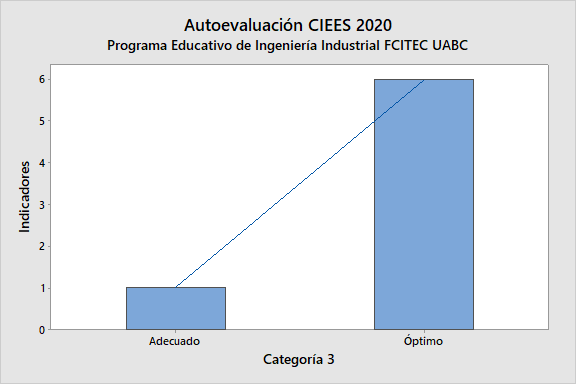 Autoevaluación CIEES 2020
Programa Educativo de Ingeniería Industrial FCITEC UABC
Indicadores
6
5
4
3
2
1
0
Adecuado Óptimo
Categoría 3